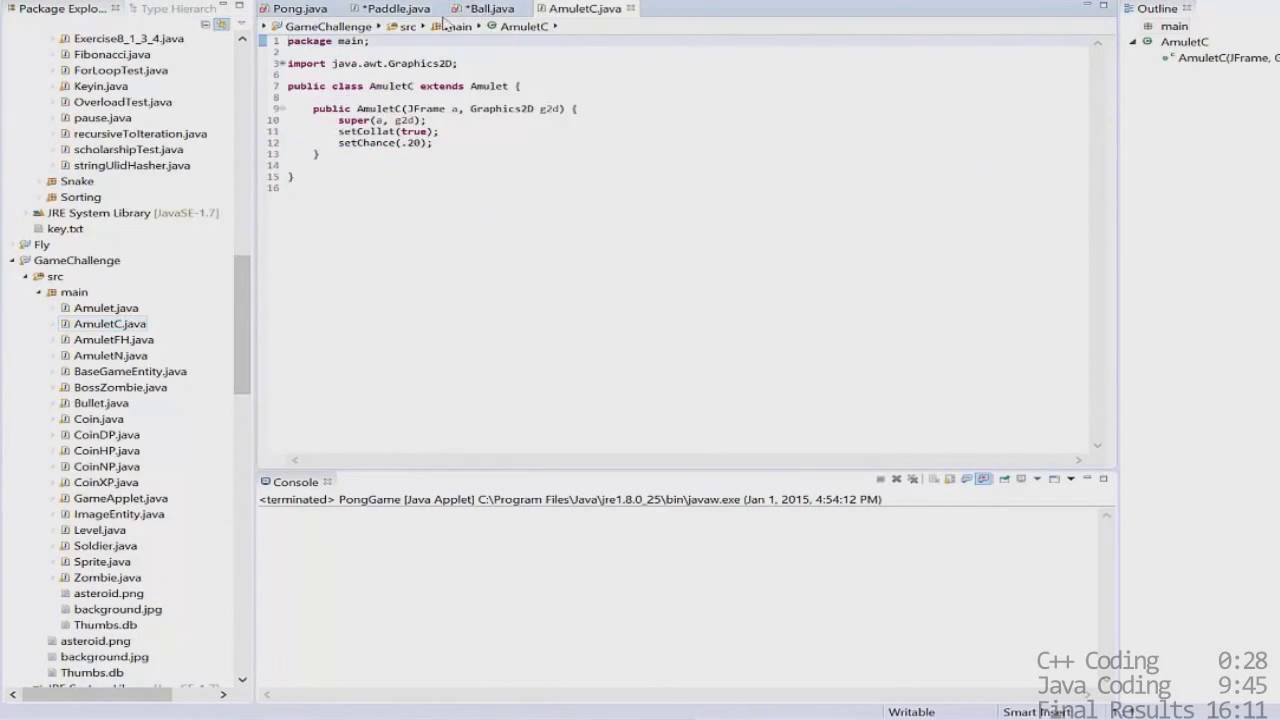 Package Explo...
Type Hierarch
Pong.java
*Paddle.java
*Ball.java
AmuletC.java
Outline
GameChallenge
src
main
AmuletC
main
AmuletC
AmuletC(JFrame, G
Exercise8_1_3_4.java
Fibonacci.java
ForLoopTest.java
Keyin.java
OverloadTest.java
pause.java
recursiveToIteration.java
scholarshipTest.java
stringUlidHasher.java
Snake
Sorting
JRE System Library [JavaSE-1.7]
key.txt
Fly
GameChallenge
src
main
Amulet.java
AmuletC.java
AmuletFH.java
AmuletN.java
BaseGameEntity.java
BossZombie.java
Bullet.java
Coin.java
CoinDP.java
CoinHP.java
CoinNP.java
CoinXP.java
GameApplet.java
ImageEntity.java
Level.java
Soldier.java
Sprite.java
Zombie.java
asteroid.png
background.jpg
Thumbs.db
asteroid.png
background.jpg
Thumbs.db
1 package main;
2
3 import java.awt.Graphics2D;
6
7 public class AmuletC extends Amulet {
8
9 public AmuletC(JFrame a, Graphics2D g2d) {
10 super(a, g2d);
11 setCollat(true);
12 setChance(.20);
13 }
14
15 }
16
Console
<terminated> PongGame [Java Applet] C:\Program Files\Java\jre1.8.0_25\bin\javaw.exe (Jan 1, 2015, 4:54:12 PM)
C++ Coding 0:28
Java Coding 9:45
Final Results 16:11
Writable
Smart Insert